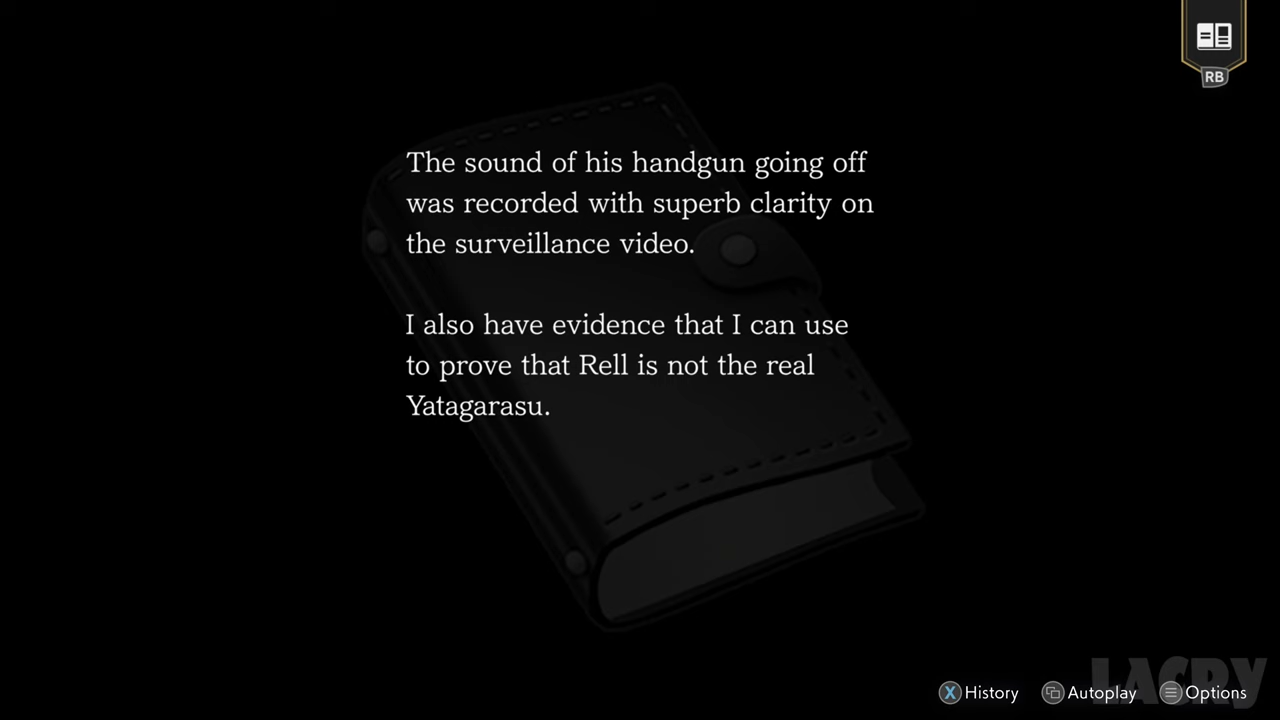 RB
The sound of his handgun going off
was recorded with superb clarity on
the surveillance video.
I also have evidence that I can use
to prove that Rell is not the real
Yatagarasu.
LACRY
X History Autoplay Options